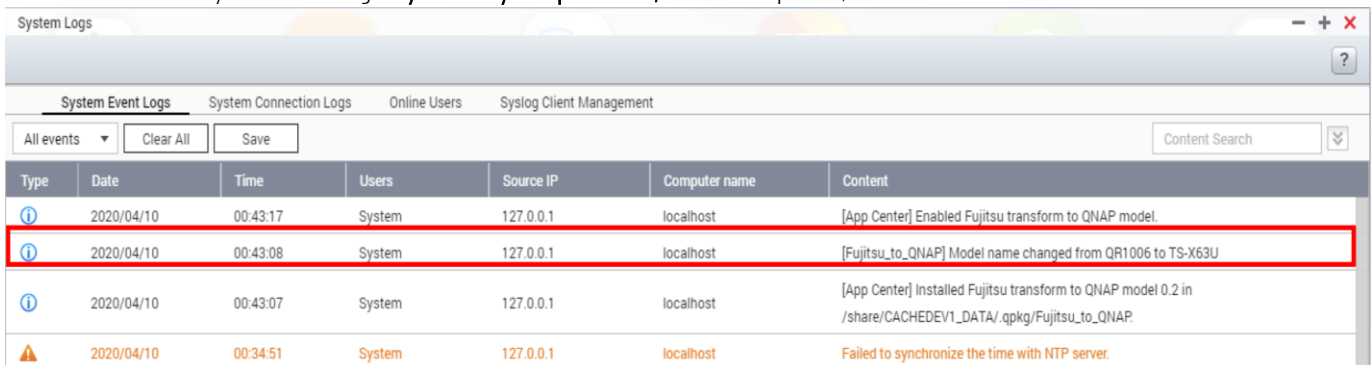 System Logs
System Event Logs System Connection Logs Online Users Syslog Client Management
All events Clear All Save Content Search
Type Date Time Users Source IP Computer name Content
2020/04/10 00:43:17 System 127.0.0.1 localhost [App Center] Enabled Fujitsu transform to QNAP model.
2020/04/10 00:43:08 System 127.0.0.1 localhost [Fujitsu_to_QNAP] Model name changed from QR1006 to TS-X63U
2020/04/10 00:43:07 System 127.0.0.1 localhost [App Center] Installed Fujitsu transform to QNAP model 0.2 in
/share/CACHEDEV1_DATA/.qpkg/Fujitsu_to_QNAP.
2020/04/10 00:34:51 System 127.0.0.1 localhost Failed to synchronize the time with NTP server.